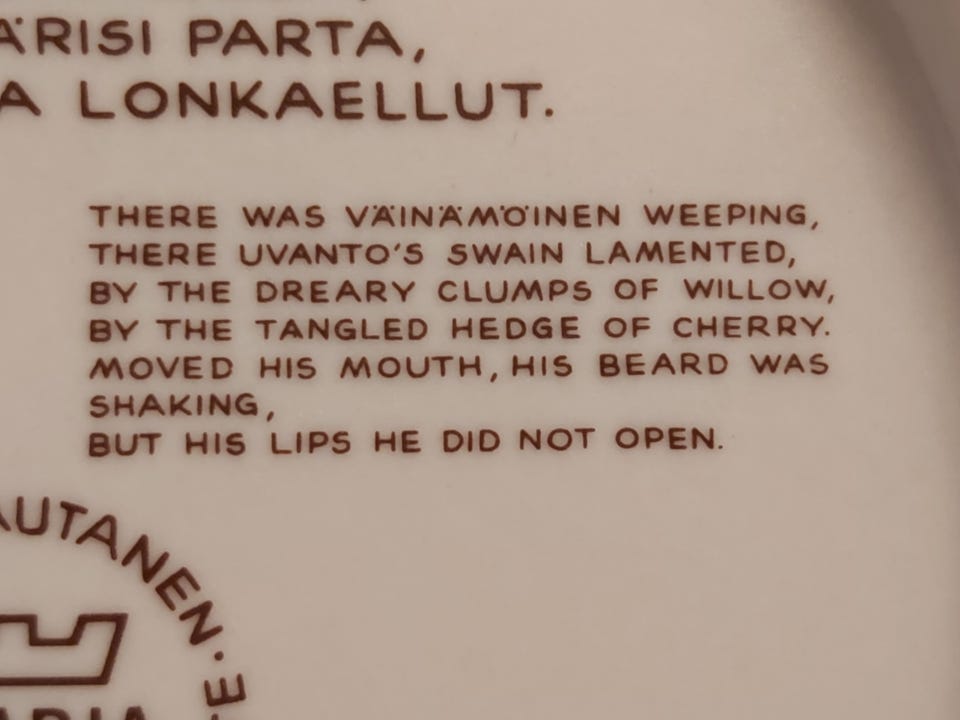 ÄRISI PARTA,
A LONKAELLUT.
THERE WAS VÄINÄMÖINEN WEEPING,
THERE UVANTO'S SWAIN LAMENTED,
BY THE DREARY CLUMPS OF WILLOW,
BY THE TANGLED HEDGE OF CHERRY.
MOVED HIS MOUTH, HIS BEARD WAS
SHAKING,
BUT HIS LIPS HE DID NOT OPEN.
AUTANEN · E